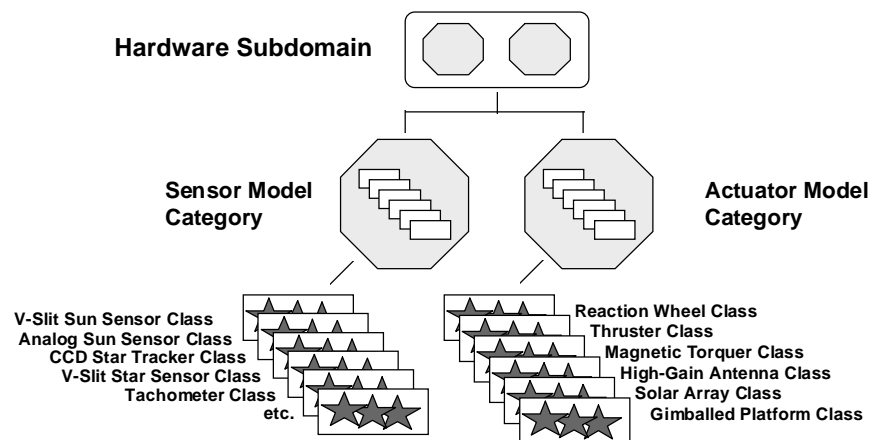 Hardware Subdomain
Sensor Model
Category
Actuator Model
Category
V-Slit Sun Sensor Class
Analog Sun Sensor Class
CCD Star Tracker Class
V-Slit Star Sensor Class
Tachometer Class
etc.
Reaction Wheel Class
Thruster Class
Magnetic Torquer Class
High-Gain Antenna Class
Solar Array Class
Gimballed Platform Class